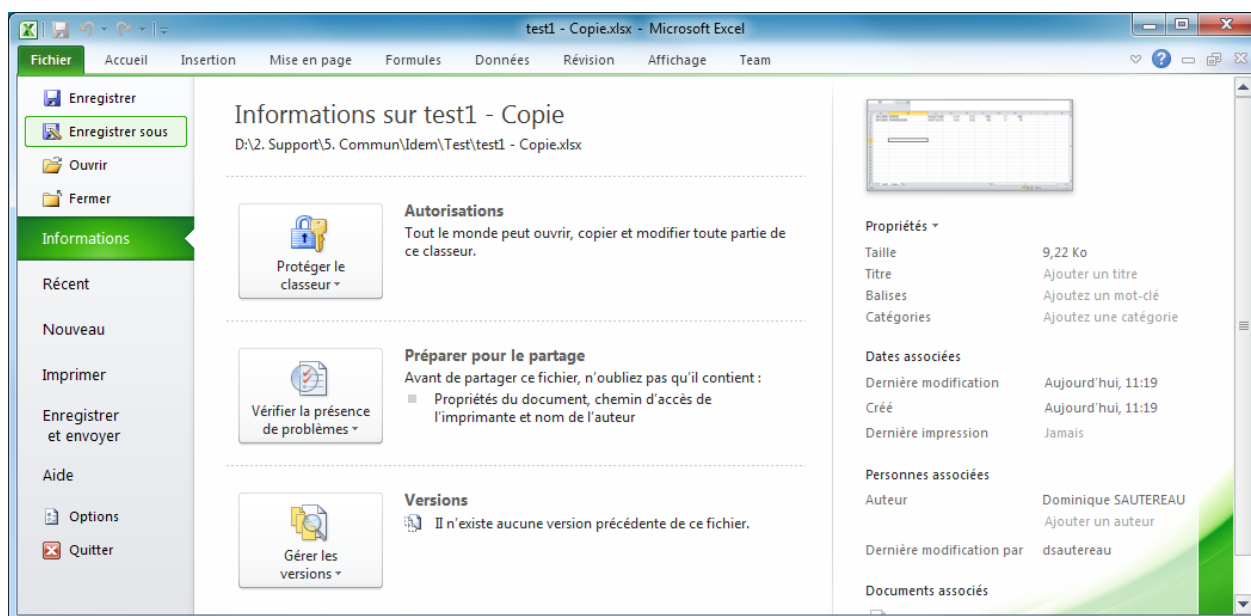 test1 - Copie.xlsx - Microsoft Excel
Fichier Accueil Insertion Mise en page Formules Données Révision Affichage Team
Enregistrer
Enregistrer sous
Ouvrir
Fermer
Informations
Récent
Nouveau
Imprimer
Enregistrer
et envoyer
Aide
Options
Quitter
Informations sur test1 - Copie
D:\2. Support\5. Commun\Idem\Test\test1 - Copie.xlsx
Protéger le
classeur
Autorisations
Tout le monde peut ouvrir, copier et modifier toute partie de
ce classeur.
Vérifier la présence
de problèmes
Préparer pour le partage
Avant de partager ce fichier, n'oubliez pas qu'il contient :
Propriétés du document, chemin d'accès de
l'imprimante et nom de l'auteur
Gérer les
versions
Versions
Il n'existe aucune version précédente de ce fichier.
Propriétés
Taille 9,22 Ko
Titre Ajouter un titre
Balises Ajoutez un mot-clé
Catégories Ajoutez une catégorie
Dates associées
Dernière modification Aujourd'hui, 11:19
Créé Aujourd'hui, 11:19
Dernière impression Jamais
Personnes associées
Auteur Dominique SAUTEREAU
Ajouter un auteur
Dernière modification par dsautereau
Documents associés